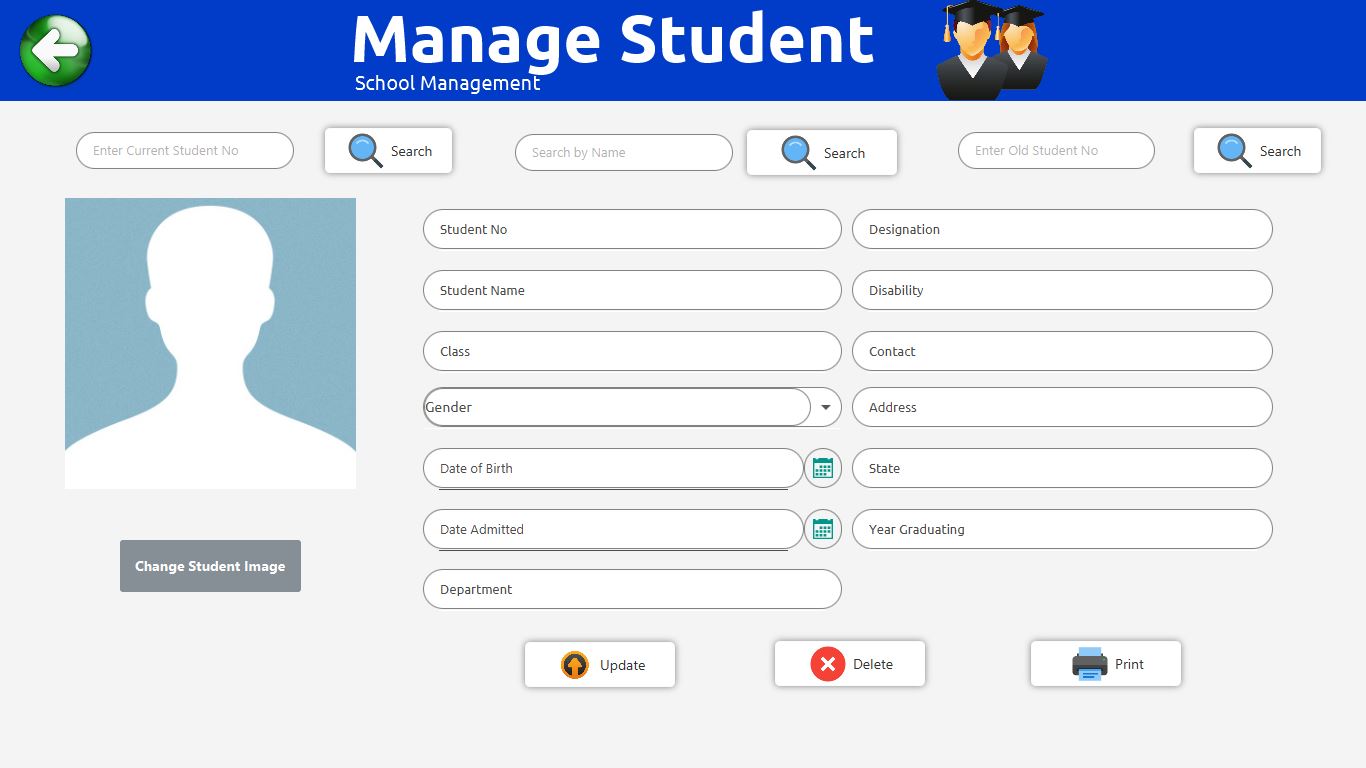 Manage Student
School Management
Enter Current Student No
Search
Search by Name
Search
Enter Old Student No
Search
Student No
Designation
Student Name
Disability
Class
Contact
Gender
Address
Date of Birth
State
Date Admitted
Year Graduating
Change Student Image
Department
Update
Delete
Print